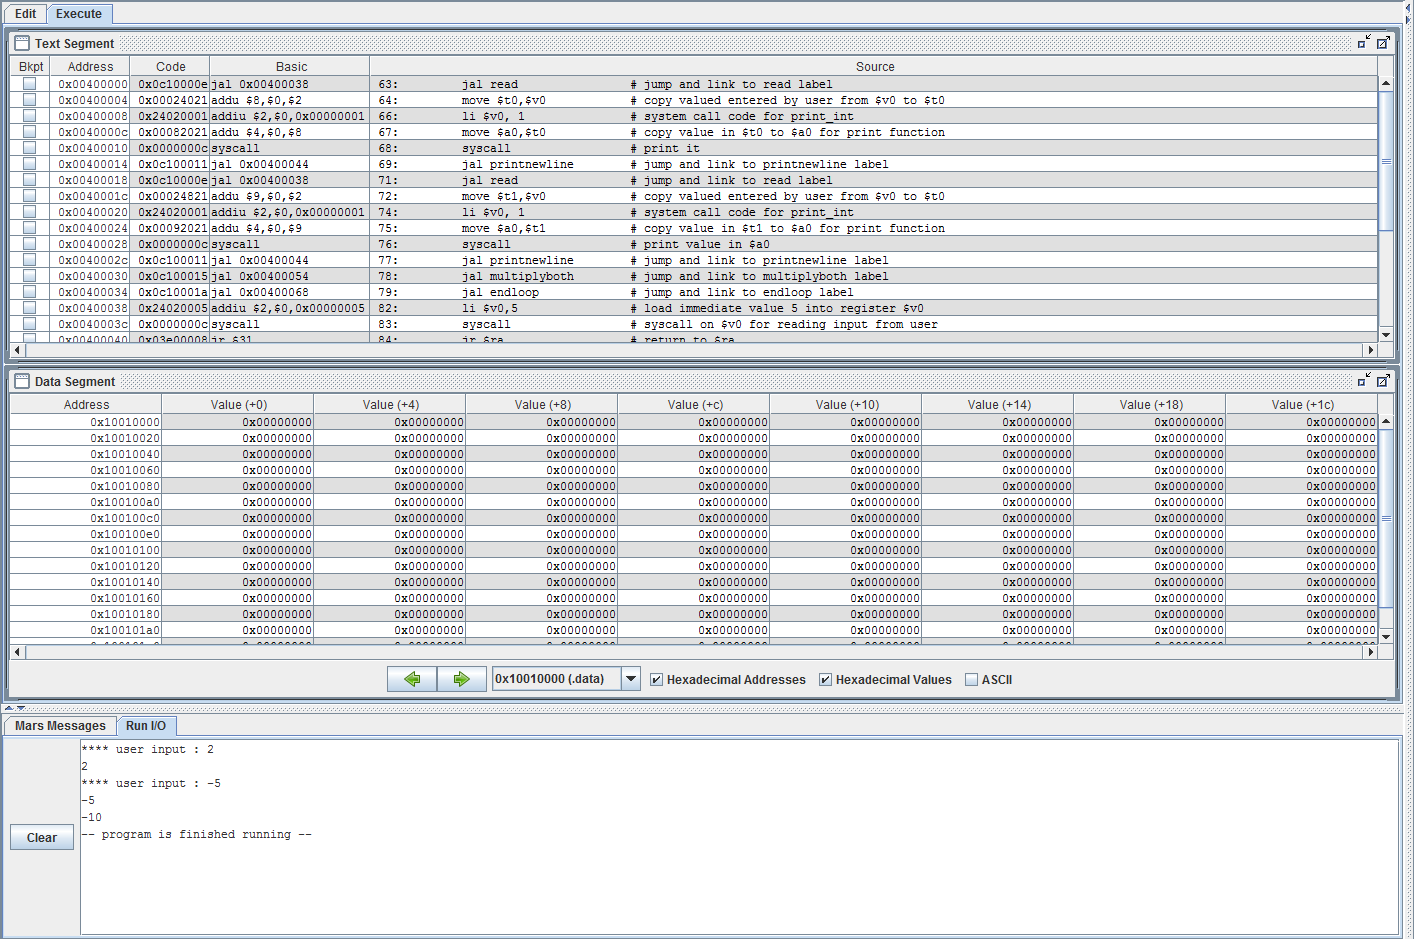 Edit Execute
Text Segment
Bkpt Address Code Basic Source
0x00400000 0x0c10000e jal 0x00400038 63: jal read # jump and link to read label
0x00400004 0x00024021 addu $8,$0,$2 64: move $t0,$v0 # copy valued entered by user from $v0 to $t0
0x00400008 0x24020001 addiu $2,$0,0x00000001 66: li $v0, 1 # system call code for print_int
0x0040000c 0x00082021 addu $4,$0,$8 67: move $a0,$t0 # copy value in $t0 to $a0 for print function
0x00400010 0x0000000c syscall 68: syscall # print it
0x00400014 0x0c100011 jal 0x00400044 69: jal printnewline # jump and link to printnewline label
0x00400018 0x0c10000e jal 0x00400038 71: jal read # jump and link to read label
0x0040001c 0x00024821 addu $9,$0,$2 72: move $t1,$v0 # copy valued entered by user from $v0 to $t0
0x00400020 0x24020001 addiu $2,$0,0x00000001 74: li $v0, 1 # system call code for print_int
0x00400024 0x00092021 addu $4,$0,$9 75: move $a0,$t1 # copy value in $t1 to $a0 for print function
0x00400028 0x0000000c syscall 76: syscall # print value in $a0
0x0040002c 0x0c100011 jal 0x00400044 77: jal printnewline # jump and link to printnewline label
0x00400030 0x0c100015 jal 0x00400054 78: jal multiplyboth # jump and link to multiplyboth label
0x00400034 0x0c10001a jal 0x00400068 79: jal endloop # jump and link to endloop label
0x00400038 0x24020005 addiu $2,$0,0x00000005 82: li $v0,5 # load immediate value 5 into register $v0
0x0040003c 0x0000000c syscall 83: syscall # syscall on $v0 for reading input from user
0x00400040 0x03e00008 jr $31 84: jr $ra # return to $ra
Data Segment
Address Value (+0) Value (+4) Value (+8) Value (+c) Value (+10) Value (+14) Value (+18) Value (+1c)
0x10010000 0x00000000 0x00000000 0x00000000 0x00000000 0x00000000 0x00000000 0x00000000 0x00000000
0x10010020 0x00000000 0x00000000 0x00000000 0x00000000 0x00000000 0x00000000 0x00000000 0x00000000
0x10010040 0x00000000 0x00000000 0x00000000 0x00000000 0x00000000 0x00000000 0x00000000 0x00000000
0x10010060 0x00000000 0x00000000 0x00000000 0x00000000 0x00000000 0x00000000 0x00000000 0x00000000
0x10010080 0x00000000 0x00000000 0x00000000 0x00000000 0x00000000 0x00000000 0x00000000 0x00000000
0x100100a0 0x00000000 0x00000000 0x00000000 0x00000000 0x00000000 0x00000000 0x00000000 0x00000000
0x100100c0 0x00000000 0x00000000 0x00000000 0x00000000 0x00000000 0x00000000 0x00000000 0x00000000
0x100100e0 0x00000000 0x00000000 0x00000000 0x00000000 0x00000000 0x00000000 0x00000000 0x00000000
0x10010100 0x00000000 0x00000000 0x00000000 0x00000000 0x00000000 0x00000000 0x00000000 0x00000000
0x10010120 0x00000000 0x00000000 0x00000000 0x00000000 0x00000000 0x00000000 0x00000000 0x00000000
0x10010140 0x00000000 0x00000000 0x00000000 0x00000000 0x00000000 0x00000000 0x00000000 0x00000000
0x10010160 0x00000000 0x00000000 0x00000000 0x00000000 0x00000000 0x00000000 0x00000000 0x00000000
0x10010180 0x00000000 0x00000000 0x00000000 0x00000000 0x00000000 0x00000000 0x00000000 0x00000000
0x100101a0 0x00000000 0x00000000 0x00000000 0x00000000 0x00000000 0x00000000 0x00000000 0x00000000
0x10010000 (.data) Hexadecimal Addresses Hexadecimal Values ASCII
Mars Messages Run I/O
**** user input : 2
2
**** user input : -5
-5
-10
-- program is finished running --
Clear